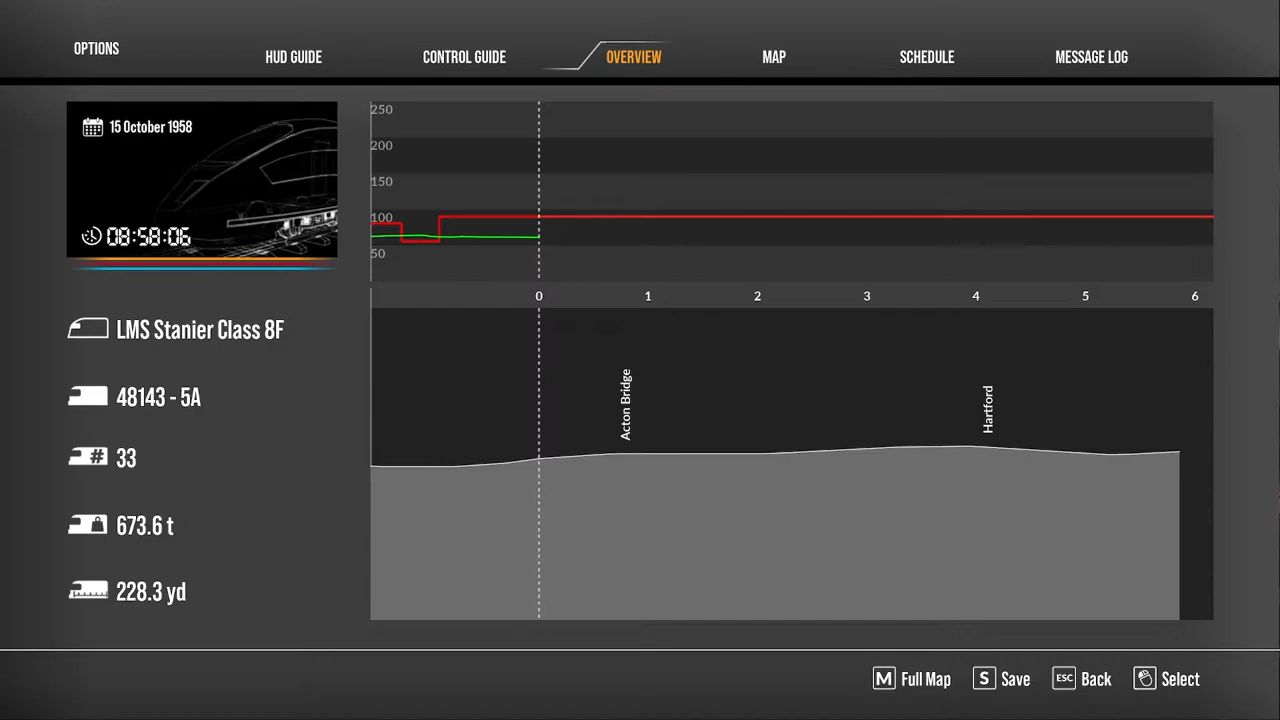 OPTIONS
HUD GUIDE
CONTROL GUIDE
OVERVIEW
MAP
SCHEDULE
MESSAGE LOG
15 October 1958
08:58:06
250
200
150
100
50
0 1 2 3 4 5 6
LMS Stanier Class 8F
48143 - 5A
# 33
673.6 t
228.3 yd
Acton Bridge
Hartford
M Full Map
S Save
ESC Back
Select